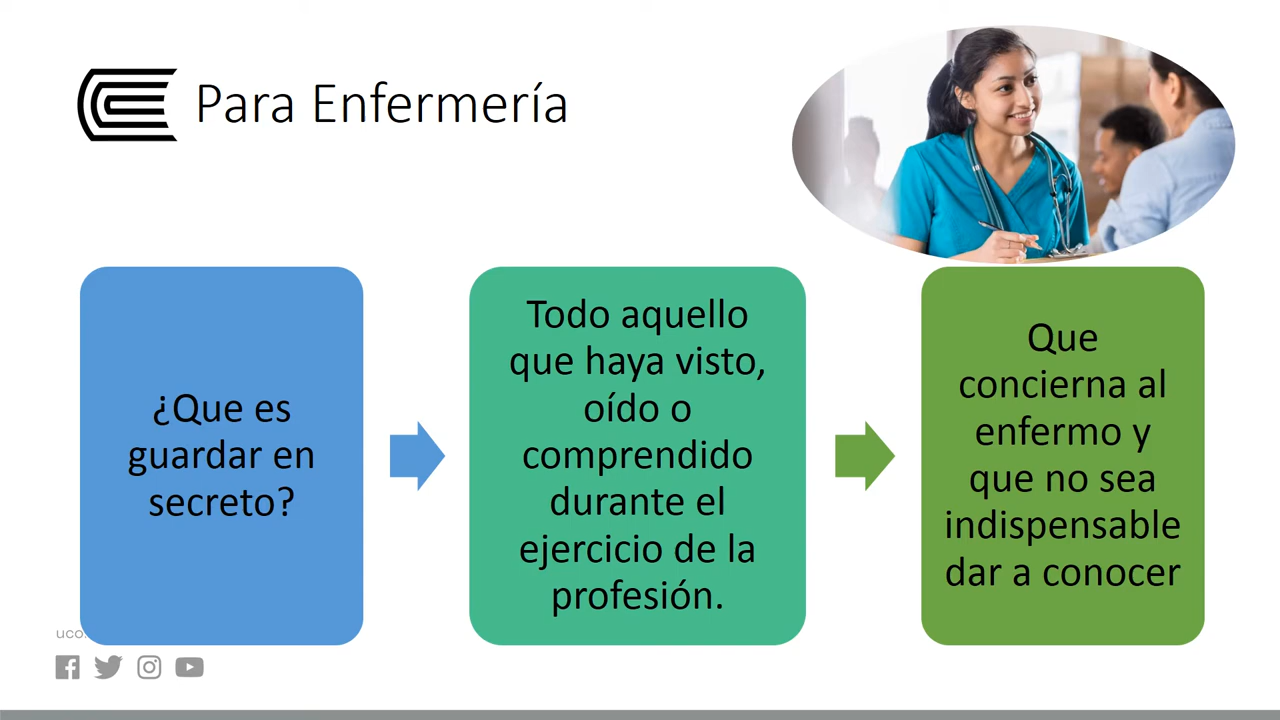 Para Enfermería
¿Que es
guardar en
secreto?
Todo aquello
que haya visto,
oído o
comprendido
durante el
ejercicio de la
profesión.
Que
concierna al
enfermo y
que no sea
indispensable
dar a conocer
uco